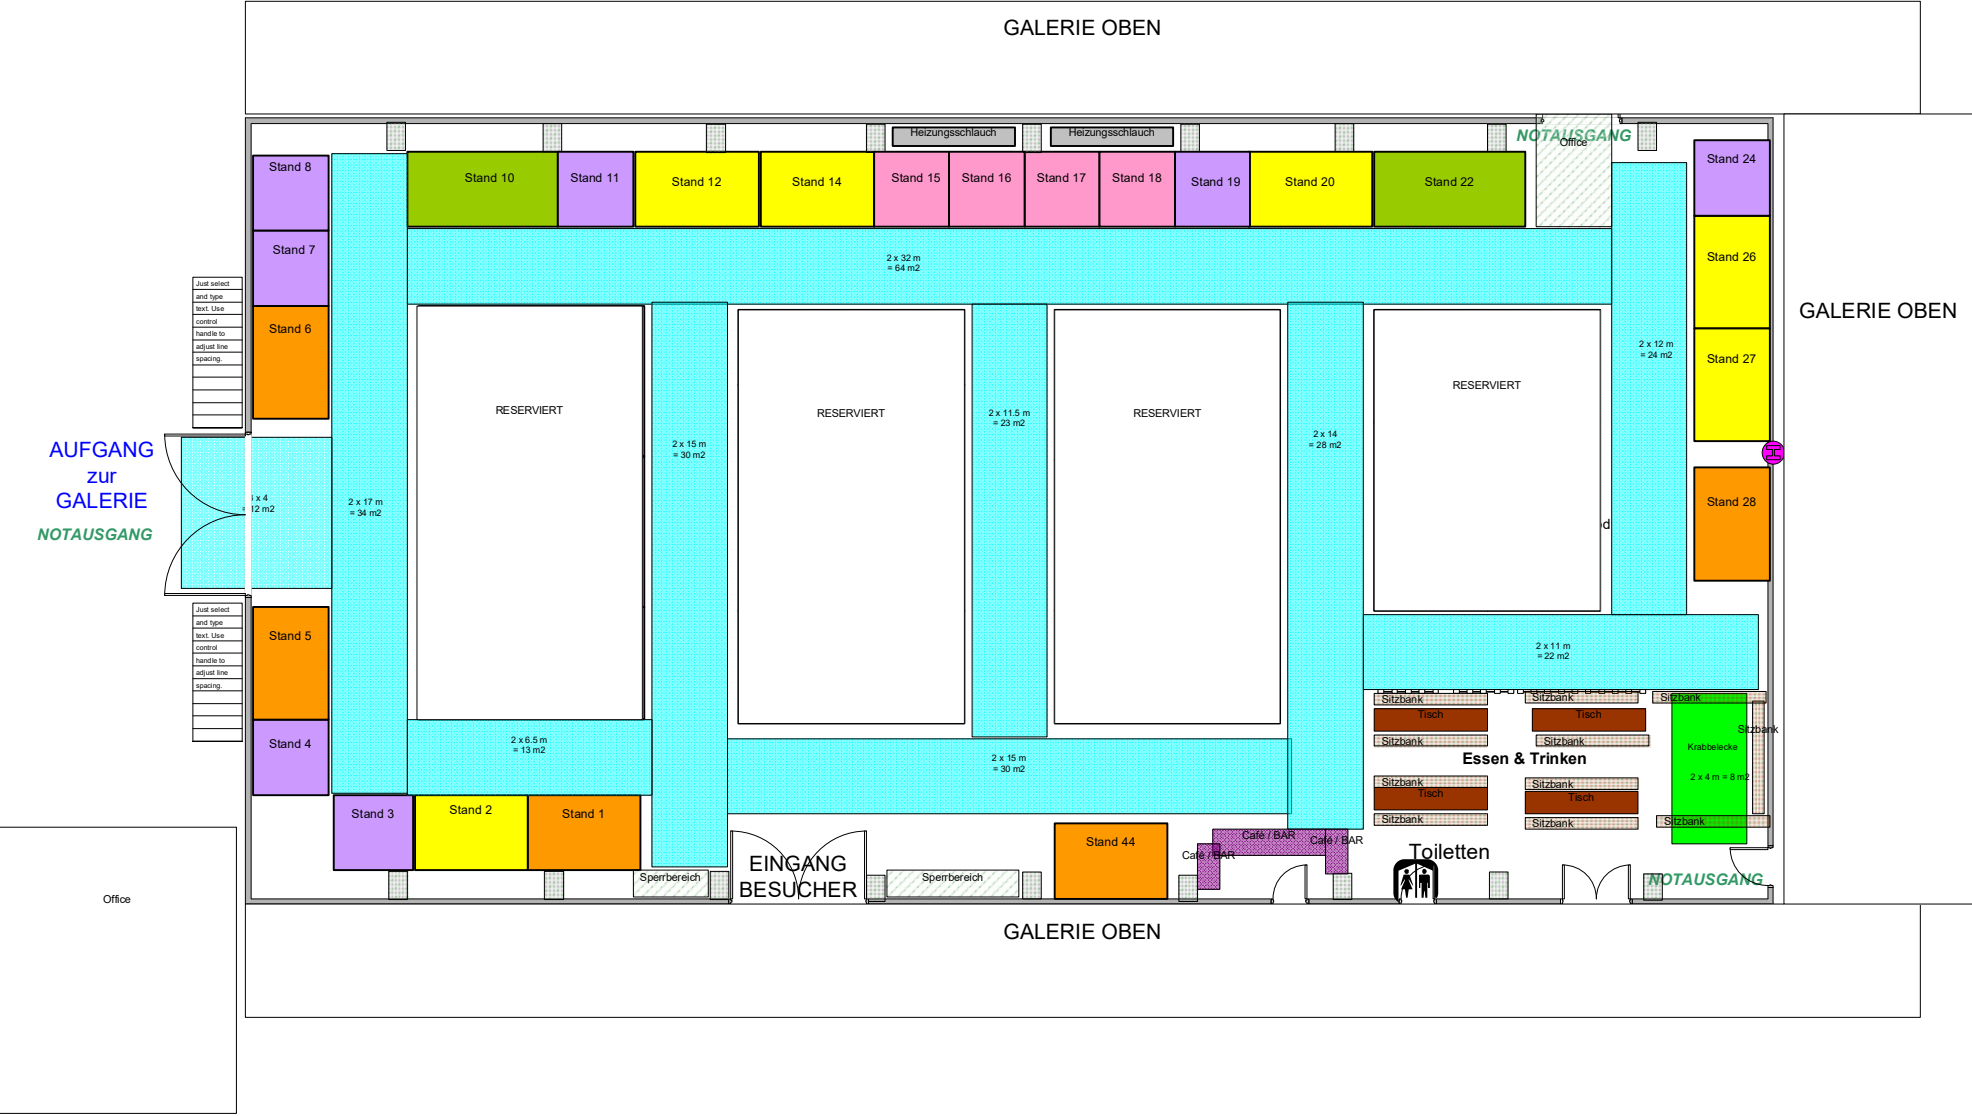 GALERIE OBEN
Heizungsschlauch
Heizungsschlauch
NOTAUSGANG
Office
Stand 8
Stand 10
Stand 11
Stand 12
Stand 14
Stand 15
Stand 16
Stand 17
Stand 18
Stand 19
Stand 20
Stand 22
Stand 24
Stand 7
2 x 32 m
= 64 m2
Stand 26
Just select
and type
text. Use
control
handle to
adjust line
spacing.
Stand 6
GALERIE OBEN
2 x 12 m
= 24 m2
Stand 27
RESERVIERT
RESERVIERT
RESERVIERT
RESERVIERT
2 x 15 m
= 30 m2
2 x 11.5 m
= 23 m2
2 x 14
= 28 m2
AUFGANG
zur
GALERIE
NOTAUSGANG
x 4
12 m2
2 x 17 m
= 34 m2
Stand 28
d
Just select
and type
text. Use
control
handle to
adjust line
spacing.
Stand 5
2 x 11 m
= 22 m2
Stand 4
2 x 6.5 m
= 13 m2
2 x 15 m
= 30 m2
Sitzbank
Sitzbank
Sitzbank
Tisch
Tisch
Sitzbank
Sitzbank
Sitzbank
Krabbelecke
2 x 4 m = 8 m2
Essen & Trinken
Sitzbank
Sitzbank
Tisch
Tisch
Sitzbank
Sitzbank
Sitzbank
Stand 3
Stand 2
Stand 1
EINGANG
BESUCHER
Stand 44
Café / BAR
Café / BAR
Café / BAR
Toiletten
Sperrbereich
Sperrbereich
NOTAUSGANG
Office
GALERIE OBEN